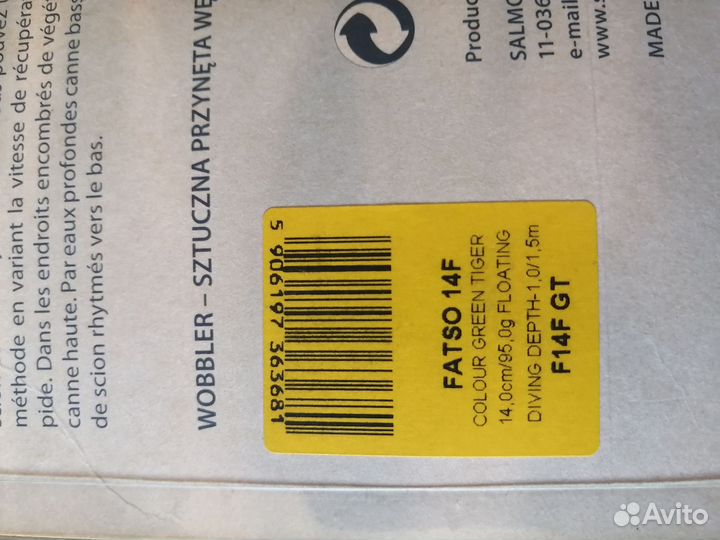 méthode en variant la vitesse de récupéra
pide. Dans les endroits encombrés de végé
canne haute. Par eaux profondes canne bass
de scion rhytmés vers le bas.
WOBBLER – SZTUCZNA PRZYNĘTA WĘ
Produc
SALMO
11-036
e-mail
www.s
MADE
5 906197 363681
FATSO 14F
COLOUR GREEN TIGER
14,0cm/95,0g FLOATING
DIVING DEPTH-1,0/1,5m
F14F GT
Avito